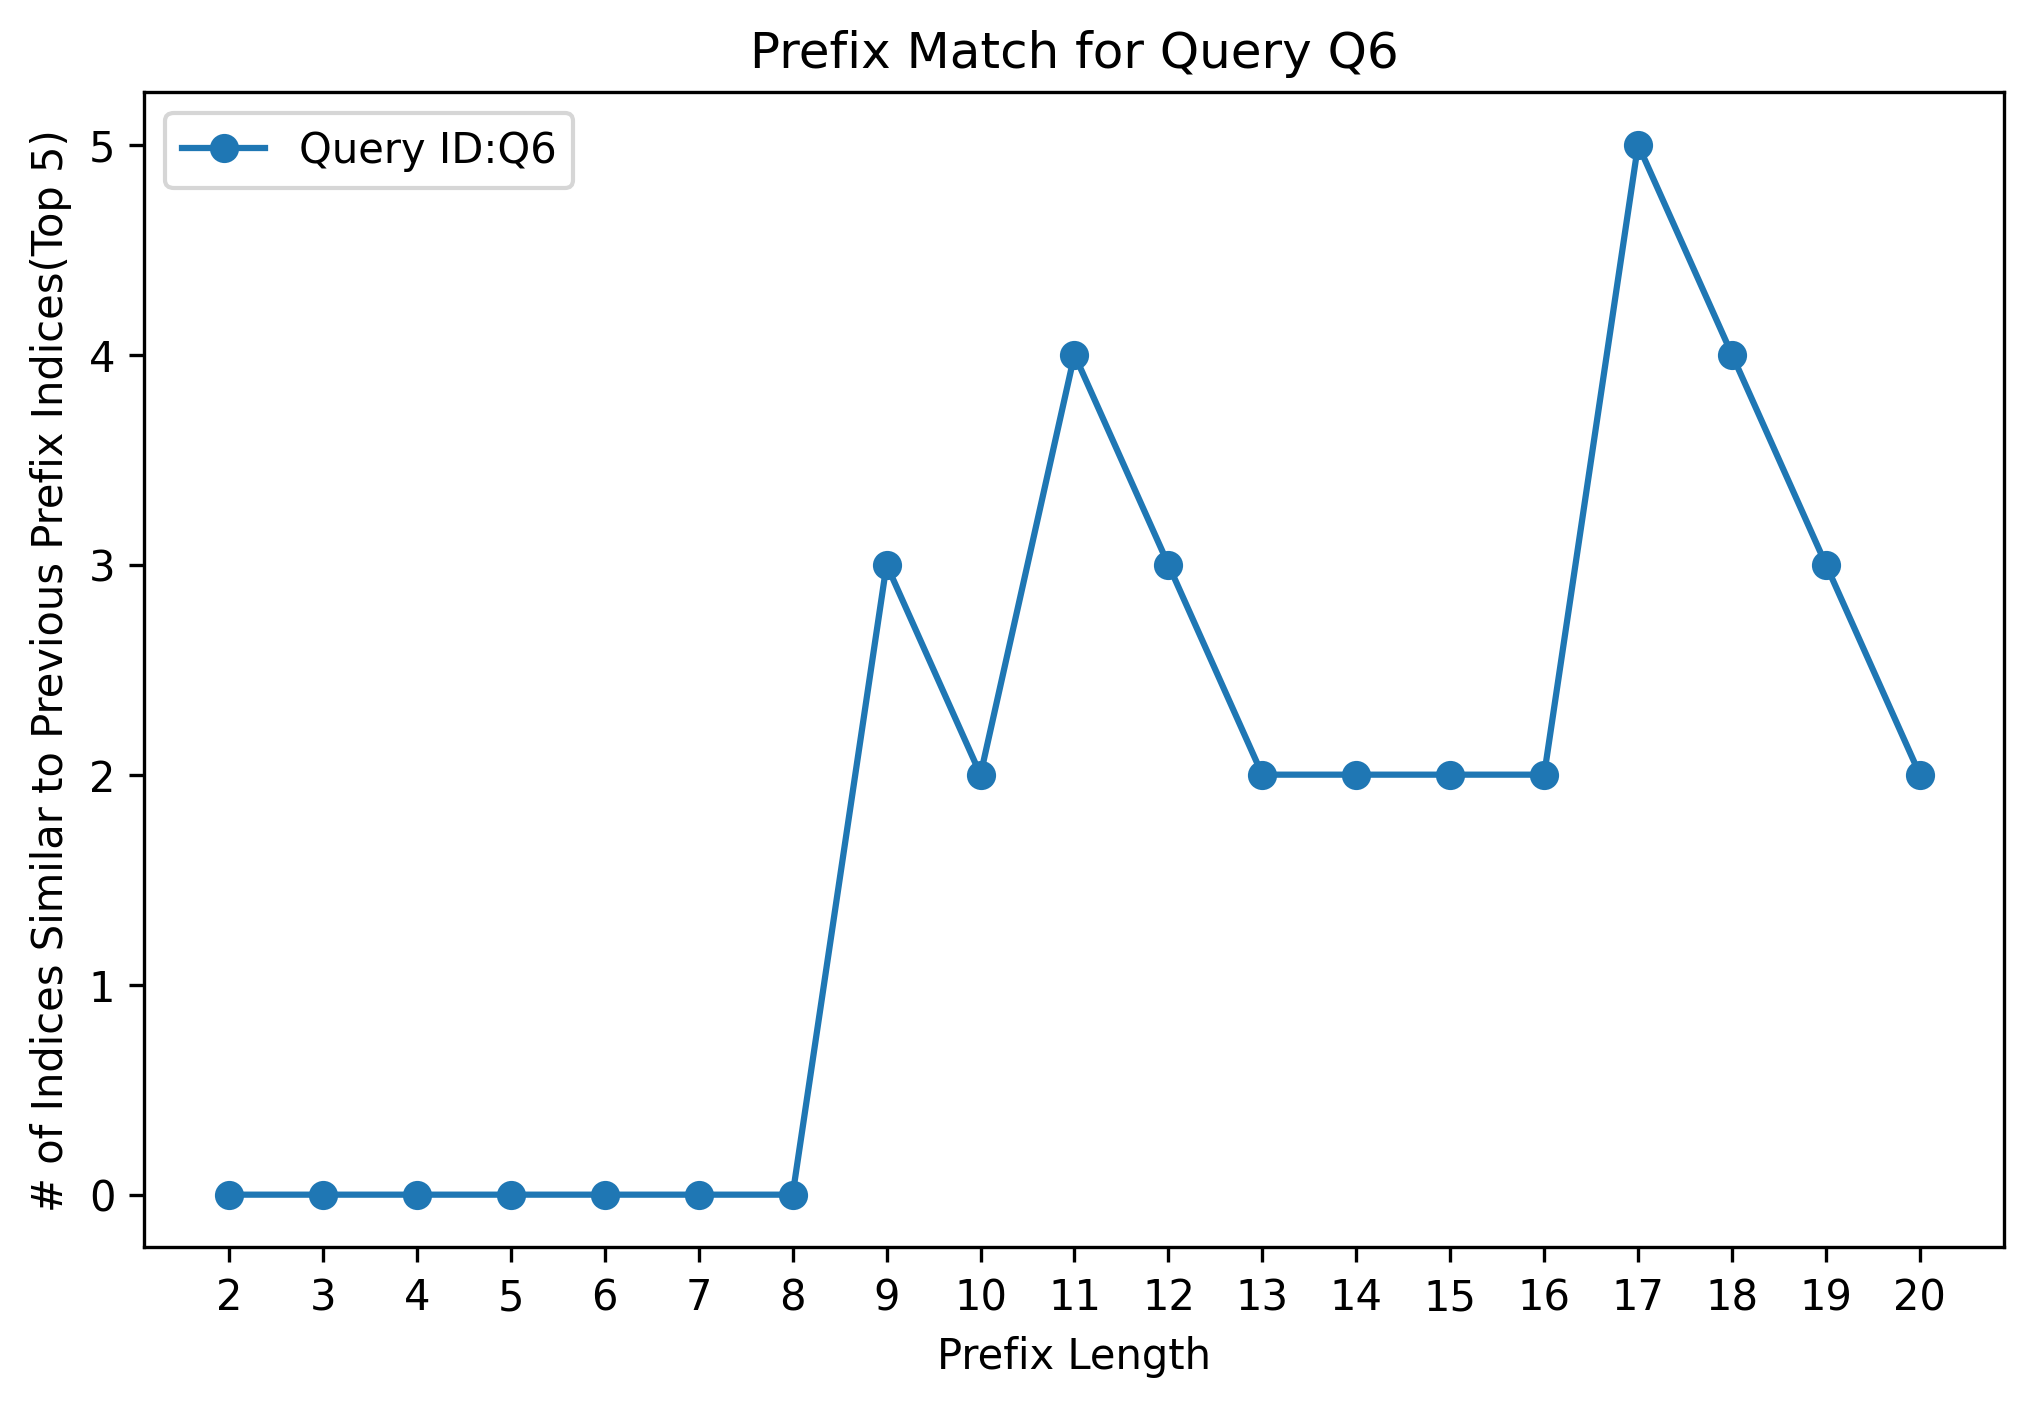 Prefix Match for Query Q6
Query ID:Q6
# of Indices Similar to Previous Prefix Indices(Top 5)
5
4
3
2
1
0
2 3 4 5 6 7 8 9 10 11 12 13 14 15 16 17 18 19 20
Prefix Length